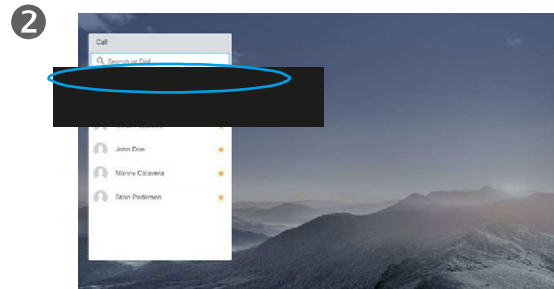 2
Call
Search or Dial
John Doe
Manny Calavera
Stian Pedersen